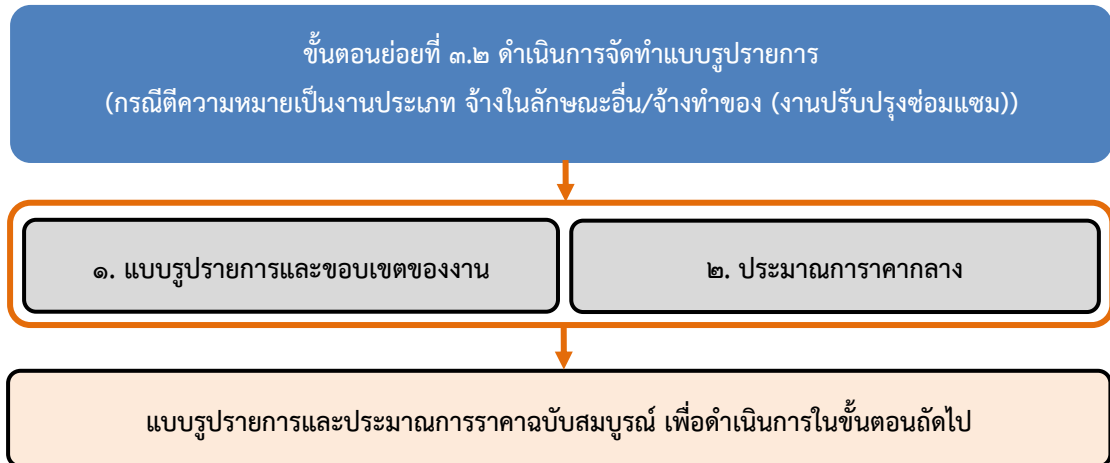 ขั้นตอนย่อยที่ ๓.๒ ดำเนินการจัดทำแบบรูปรายการ
(กรณีตีความหมายเป็นงานประเภท จ้างในลักษณะอื่น/จ้างทำของ (งานปรับปรุงซ่อมแซม))
๑. แบบรูปรายการและขอบเขตของงาน
๒. ประมาณการาคากลาง
แบบรูปรายการและประมาณการราคาฉบับสมบูรณ์ เพื่อดำเนินการในขั้นตอนถัดไป